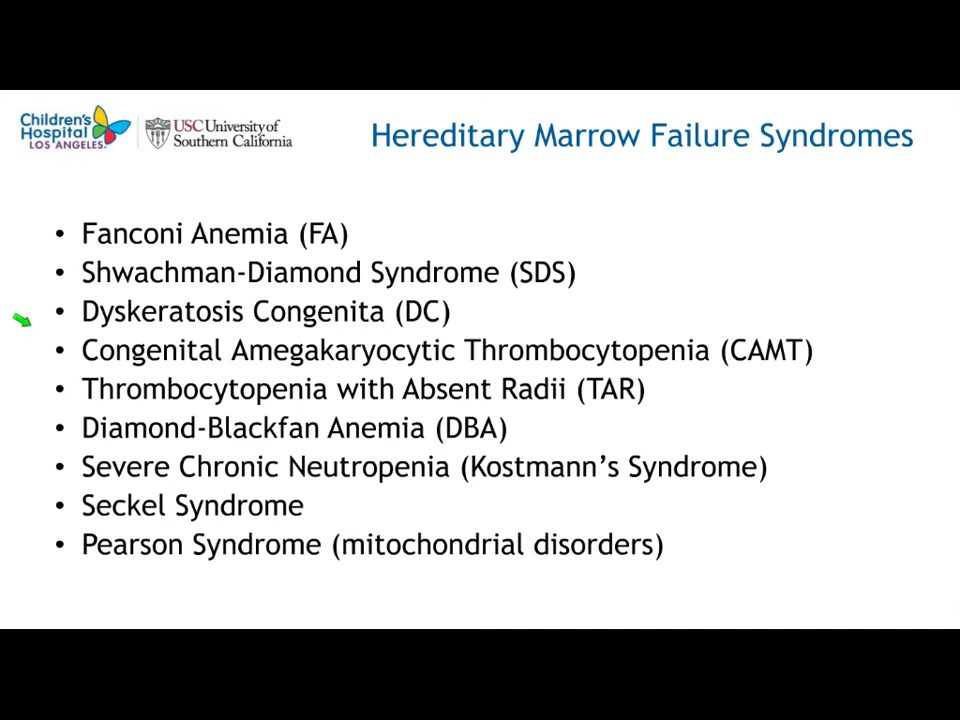 Children's
Hospital
LOS ANGELES
USC University of
Southern California
Hereditary Marrow Failure Syndromes
• Fanconi Anemia (FA)
• Shwachman-Diamond Syndrome (SDS)
• Dyskeratosis Congenita (DC)
• Congenital Amegakaryocytic Thrombocytopenia (CAMT)
• Thrombocytopenia with Absent Radii (TAR)
• Diamond-Blackfan Anemia (DBA)
• Severe Chronic Neutropenia (Kostmann’s Syndrome)
• Seckel Syndrome
• Pearson Syndrome (mitochondrial disorders)